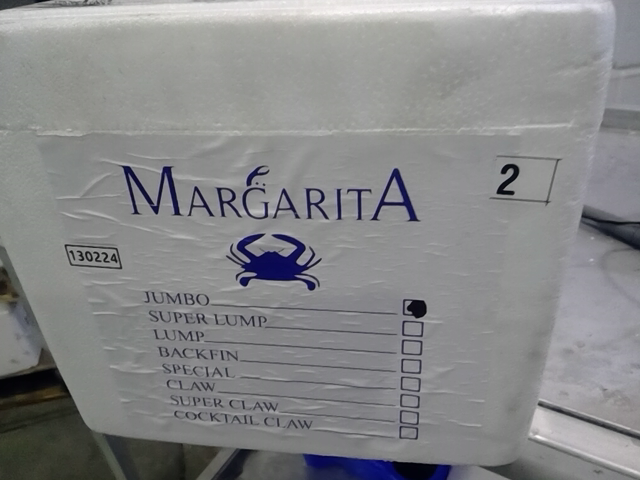 MARGARITA
2
130224
JUMBO
SUPER LUMP
LUMP
BACKFIN
SPECIAL
CLAW
SUPER CLAW
COCKTAIL CLAW